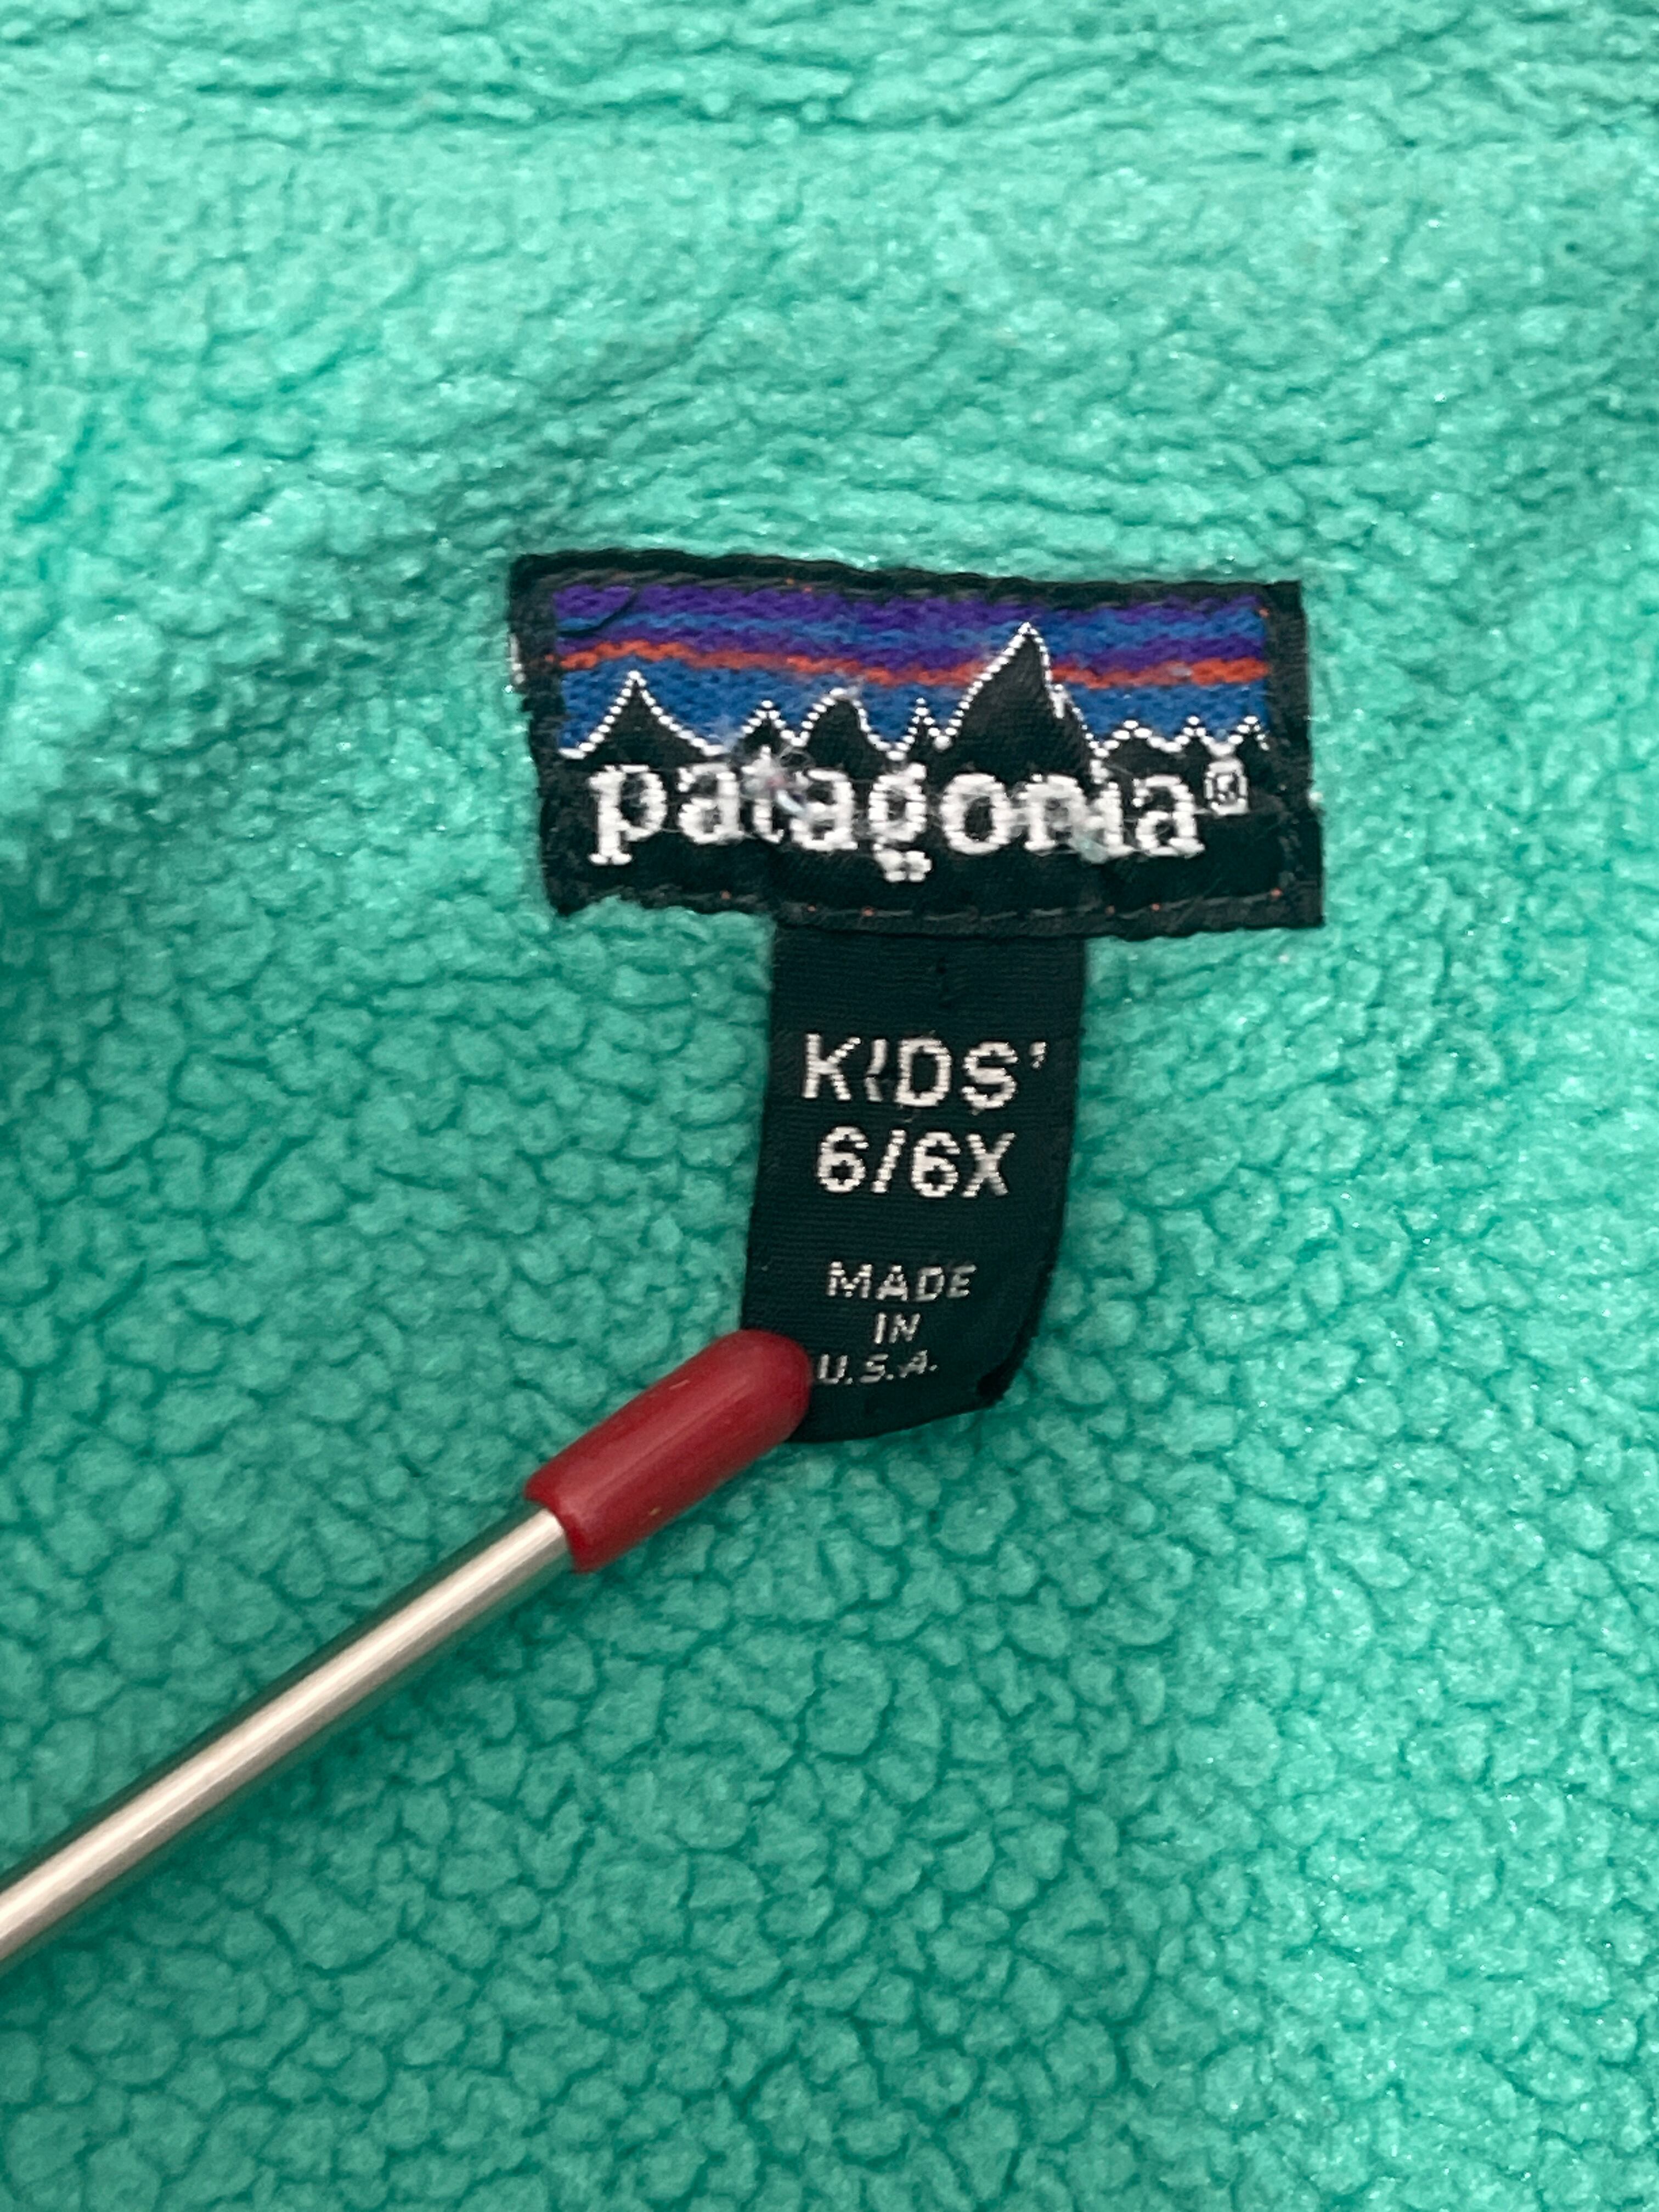 patagonia®
KIDS'
6/6X
MADE
IN
U.S.A.